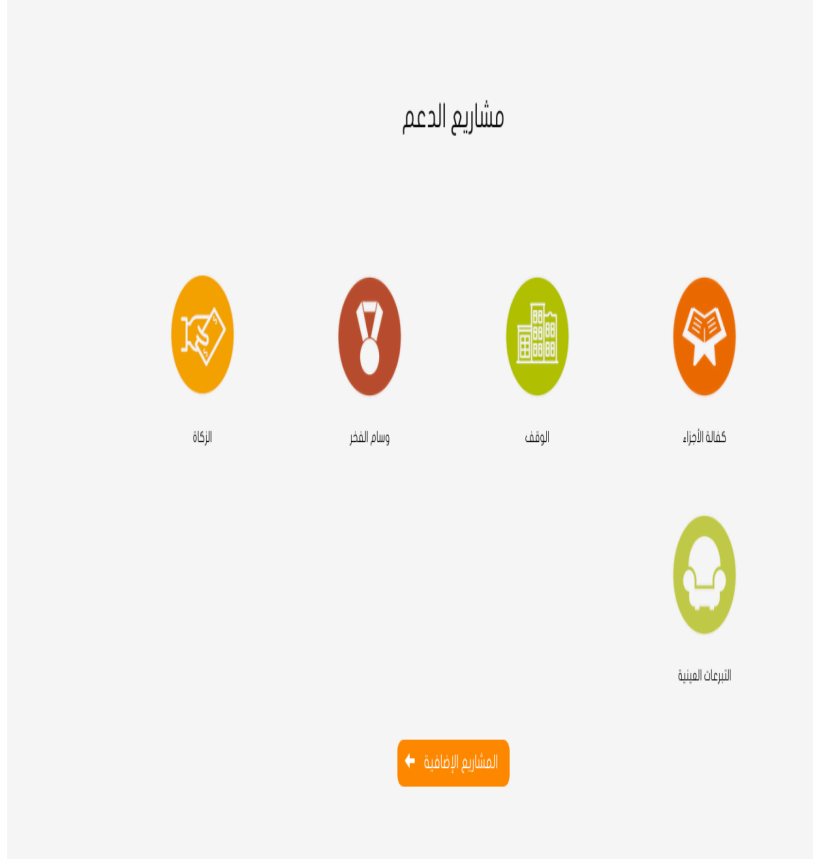 مشاريع الدعم
كفالة الأجزاء
الوقف
وسام الفخر
الزكاة
التبرعات العينية
المشاريع الإضافية